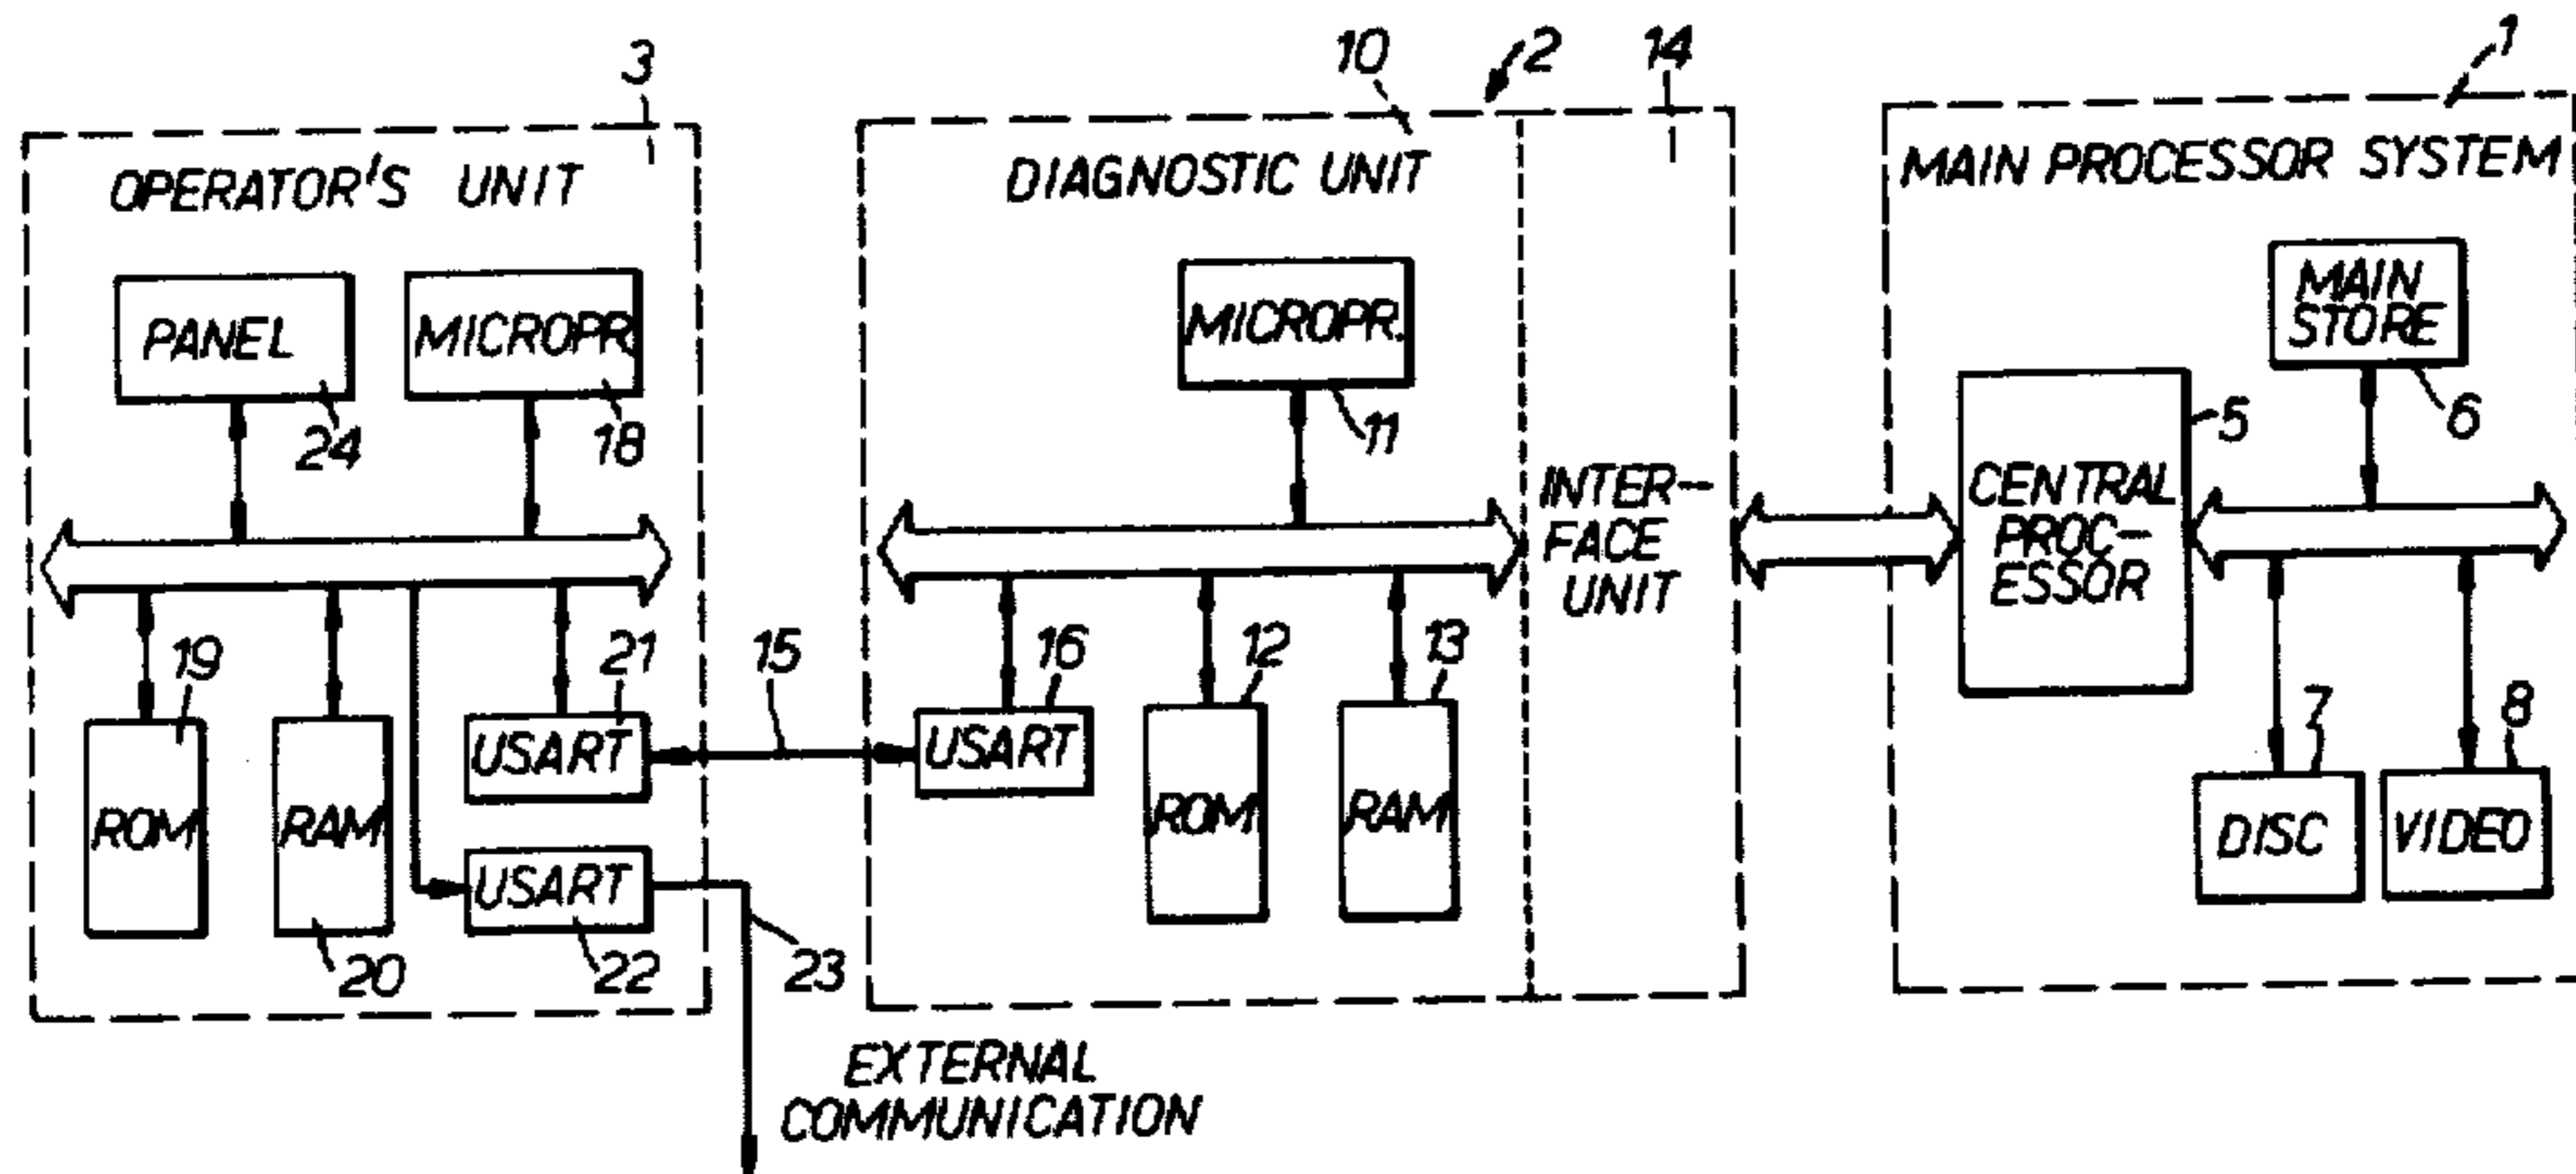 3
OPERATOR'S UNIT
PANEL
24
MICROPR.
18
19
ROM
RAM
20
21
USART
USART
22
15
23
EXTERNAL
COMMUNICATION
10
2
14
DIAGNOSTIC UNIT
MICROPR.
11
16
USART
12
ROM
13
RAM
INTER-
FACE
UNIT
1
MAIN PROCESSOR SYSTEM
MAIN
STORE
6
5
CENTRAL
PROC-
ESSOR
7
DISC
8
VIDEO